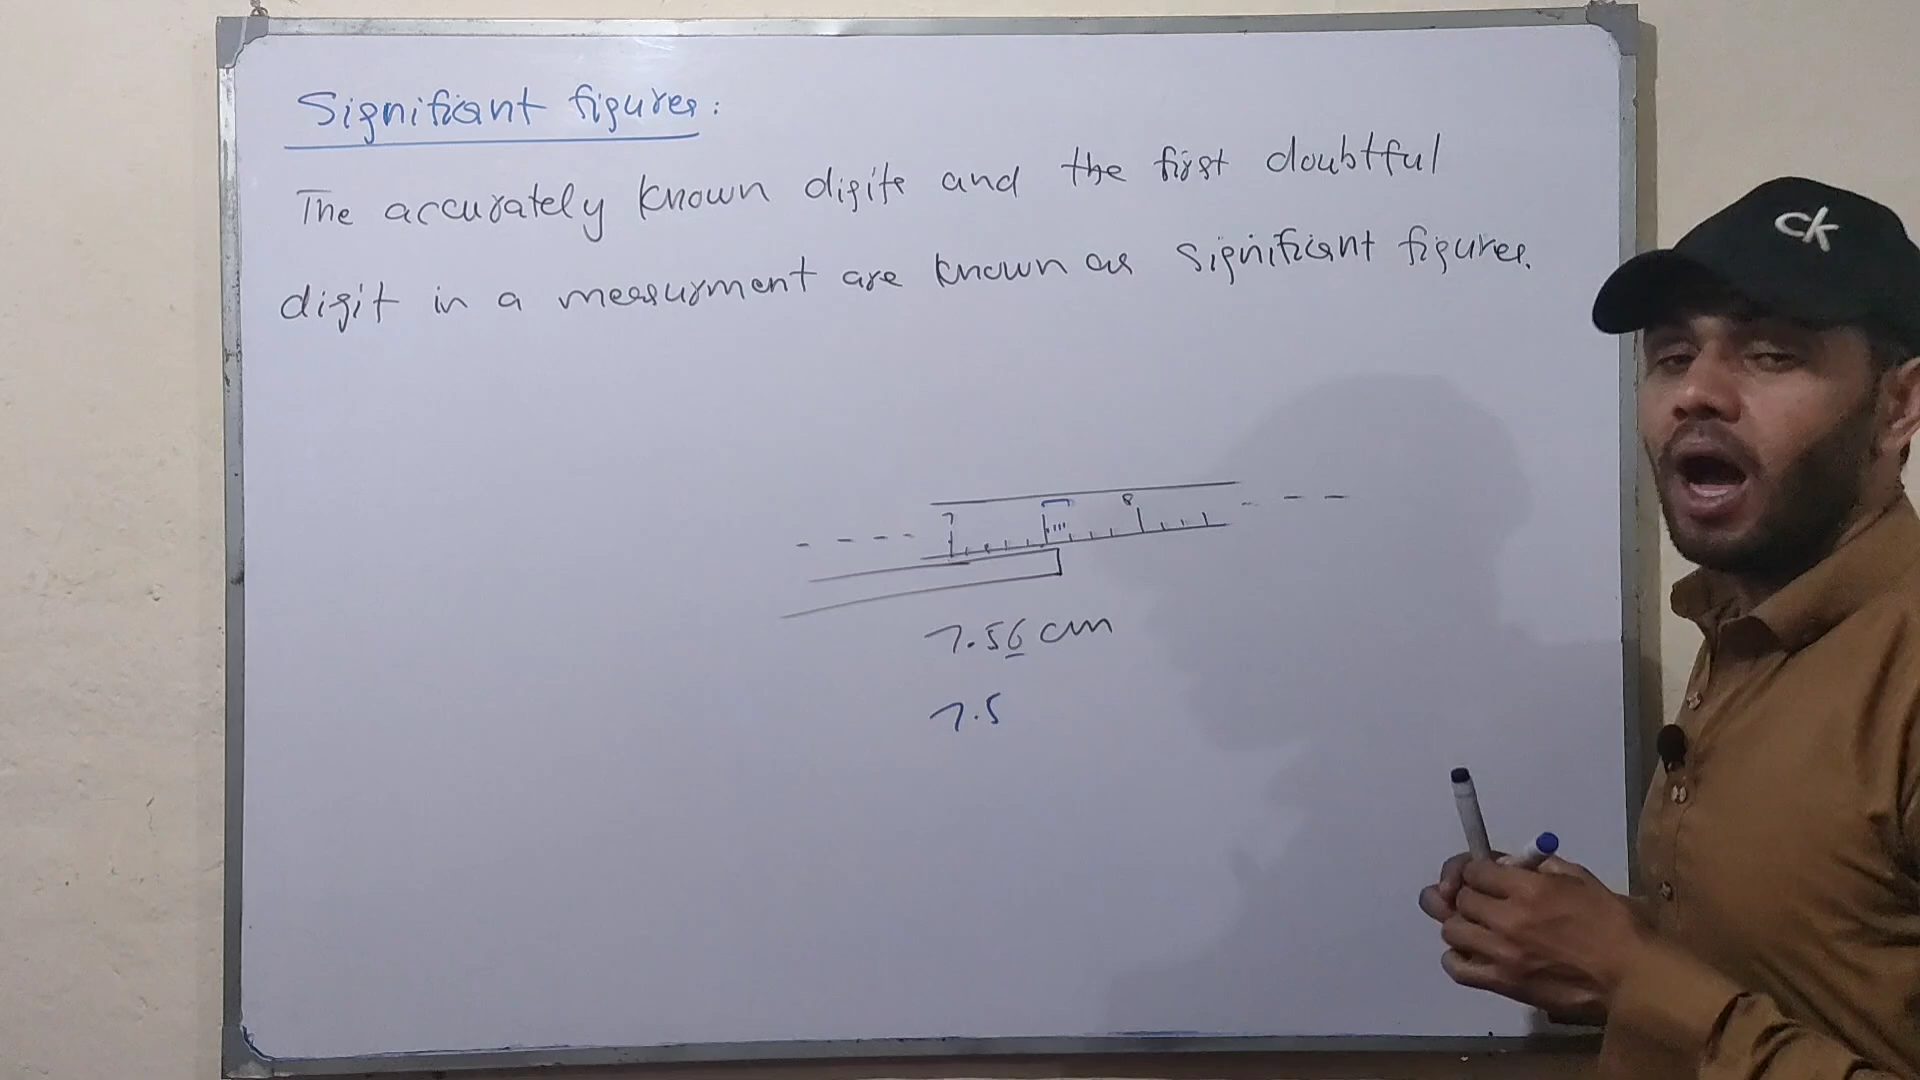 Significant figures:
The accurately known digits and the first doubtful
digit in a measurment are known as significant figures.
7 8
7.56 cm
7.5
ck